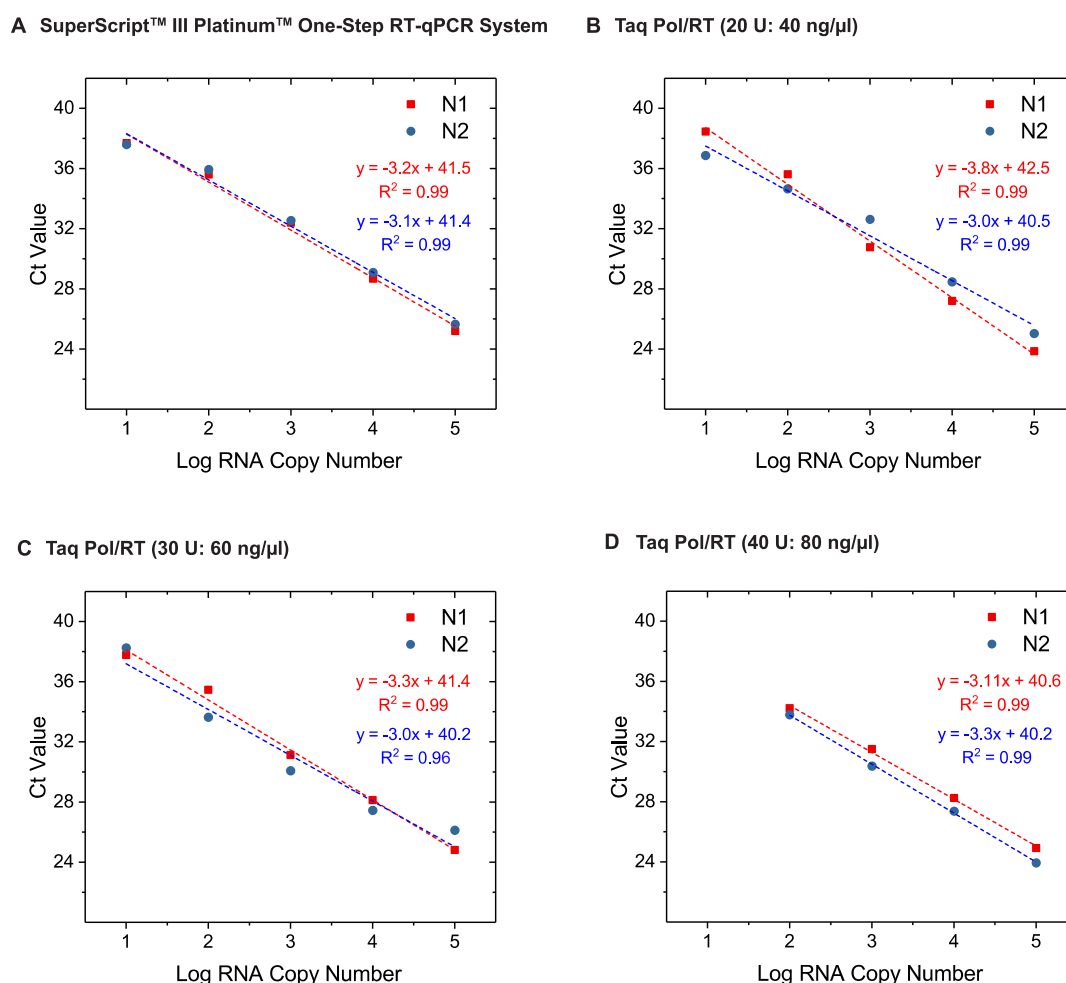 A SuperScript™ III Platinum™ One-Step RT-qPCR System
40
36
32
28
24
Ct Value
N1
N2
y = -3.2x + 41.5
R² = 0.99
y = -3.1x + 41.4
R² = 0.99
1 2 3 4 5
Log RNA Copy Number
B Taq Pol/RT (20 U: 40 ng/µl)
40
36
32
28
24
Ct Value
N1
N2
y = -3.8x + 42.5
R² = 0.99
y = -3.0x + 40.5
R² = 0.99
1 2 3 4 5
Log RNA Copy Number
C Taq Pol/RT (30 U: 60 ng/µl)
40
36
32
28
24
Ct Value
N1
N2
y = -3.3x + 41.4
R² = 0.99
y = -3.0x + 40.2
R² = 0.96
1 2 3 4 5
Log RNA Copy Number
D Taq Pol/RT (40 U: 80 ng/µl)
40
36
32
28
24
Ct Value
N1
N2
y = -3.11x + 40.6
R² = 0.99
y = -3.3x + 40.2
R² = 0.99
1 2 3 4 5
Log RNA Copy Number